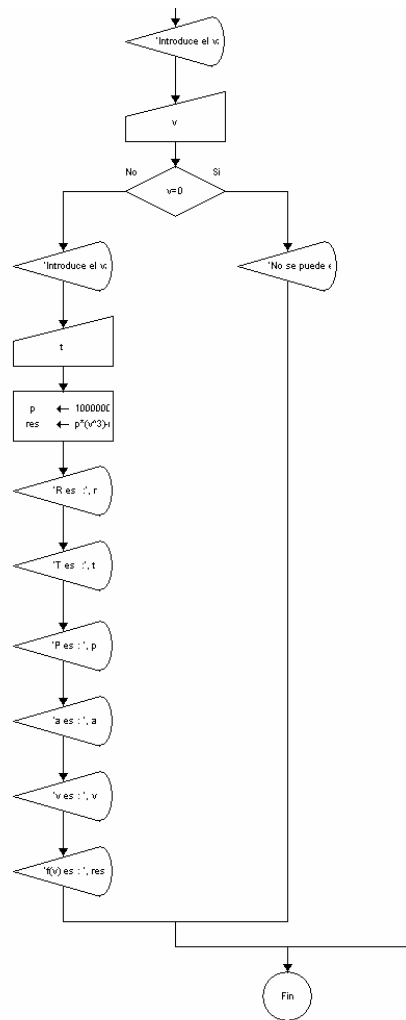 'Introduce el v:
v
No
Si
v=0
'Introduce el v:
'No se puede e
t
p ← 1000000
res ← p*(v^3)-
'R es :', r
'T es :', t
'P es : ', p
'a es : ', a
'v es : ', v
'f(v) es : ', res
Fin